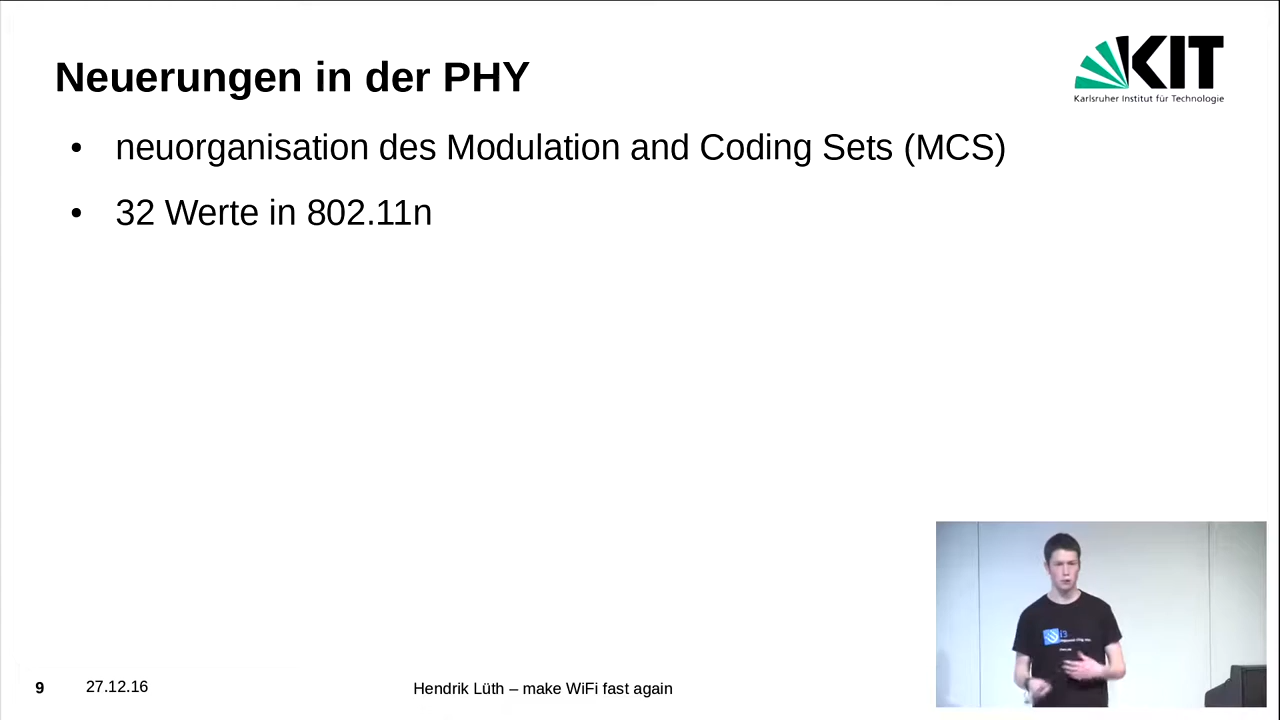 Neuerungen in der PHY
KIT
Karlsruher Institut für Technologie
• neuorganisation des Modulation and Coding Sets (MCS)
• 32 Werte in 802.11n
i3
9
27.12.16
Hendrik Lüth – make WiFi fast again